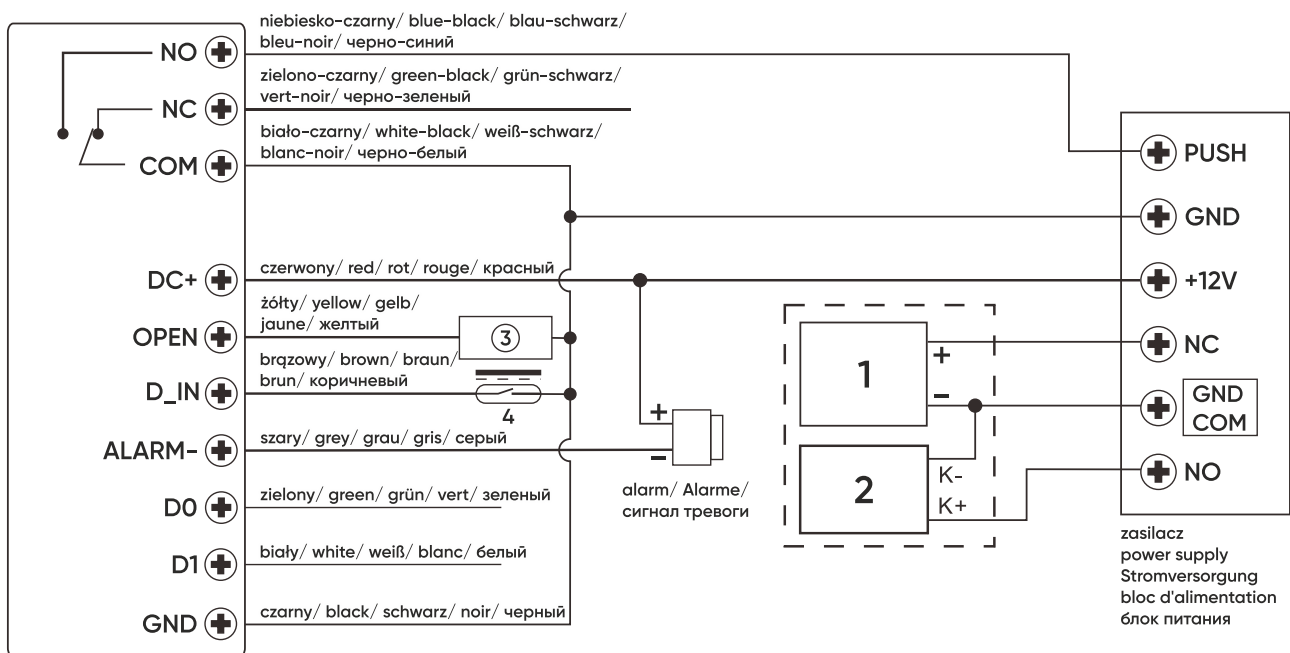 NO
niebiesko-czarny/ blue-black/ blau-schwarz/
bleu-noir/ черно-синий
NC
zielono-czarny/ green-black/ grün-schwarz/
vert-noir/ черно-зеленый
COM
biało-czarny/ white-black/ weiß-schwarz/
blanc-noir/ черно-белый
DC+
czerwony/ red/ rot/ rouge/ красный
OPEN
żółty/ yellow/ gelb/
jaune/ желтый
3
D_IN
brązowy/ brown/ braun/
brun/ коричневый
4
ALARM-
szary/ grey/ grau/ gris/ серый
D0
zielony/ green/ grün/ vert/ зеленый
D1
biały/ white/ weiß/ blanc/ белый
GND
czarny/ black/ schwarz/ noir/ черный
+
-
alarm/ Alarme/
сигнал тревоги
1
+
-
2
K-
K+
PUSH
GND
+12V
NC
GND
COM
NO
zasilacz
power supply
Stromversorgung
bloc d'alimentation
блок питания